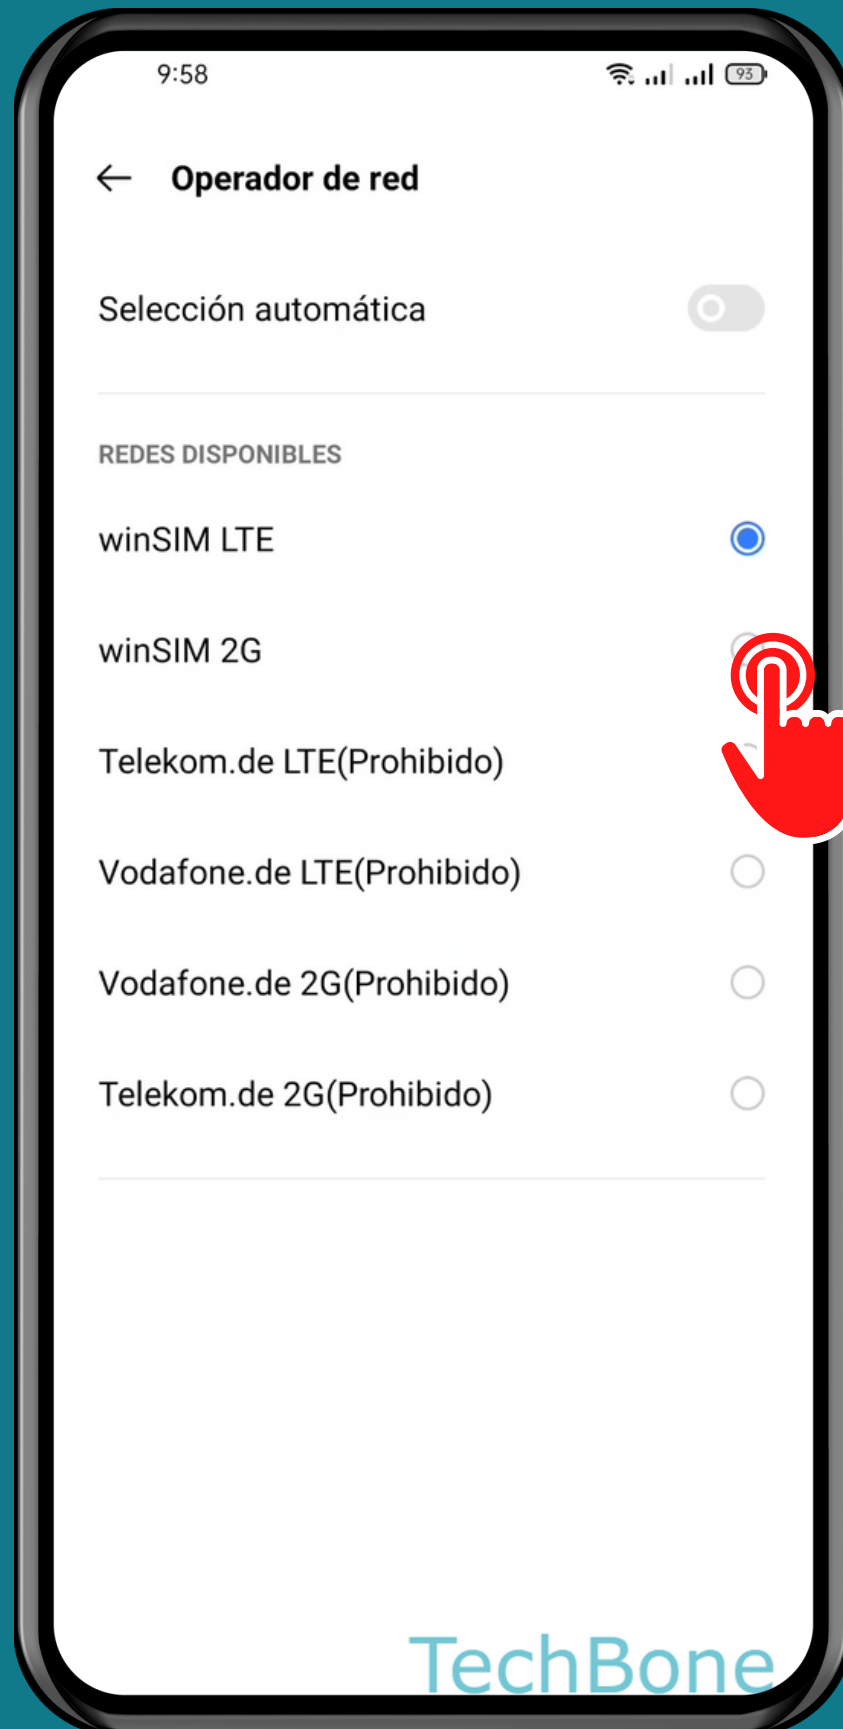 9:58
93
Operador de red
Selección automática
REDES DISPONIBLES
winSIM LTE
winSIM 2G
Telekom.de LTE(Prohibido)
Vodafone.de LTE(Prohibido)
Vodafone.de 2G(Prohibido)
Telekom.de 2G(Prohibido)
TechBone